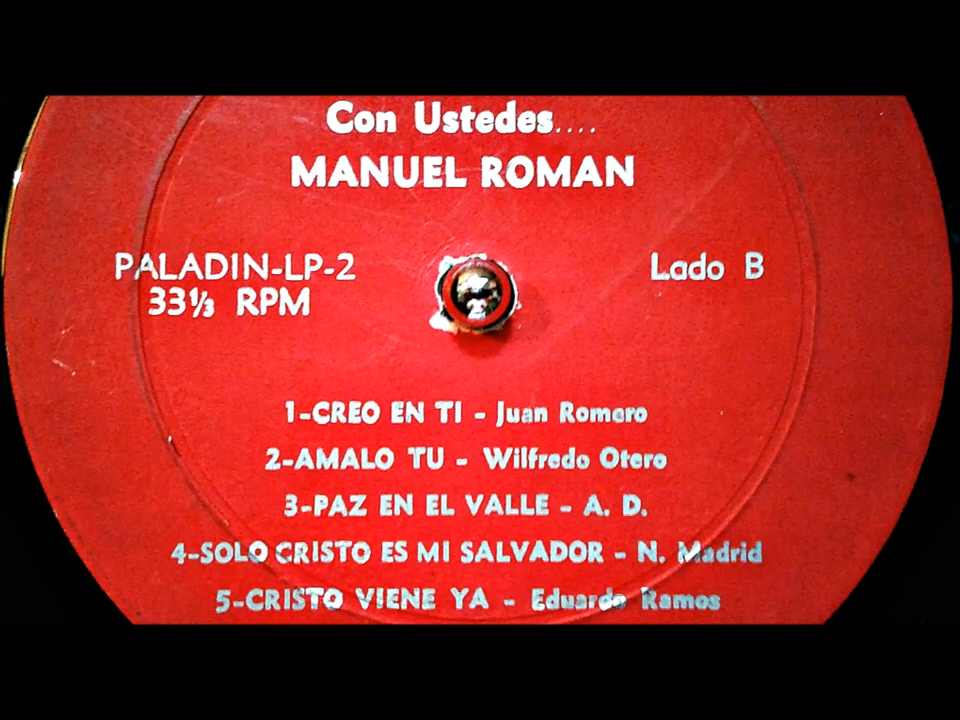 Con Ustedes....
MANUEL ROMAN
PALADIN-LP-2
33⅓ RPM
Lado B
1-CREO EN TI - Juan Romero
2-AMALO TU - Wilfredo Otero
3-PAZ EN EL VALLE - A. D.
4-SOLO CRISTO ES MI SALVADOR - N. Madrid
5-CRISTO VIENE YA - Eduardo Ramos